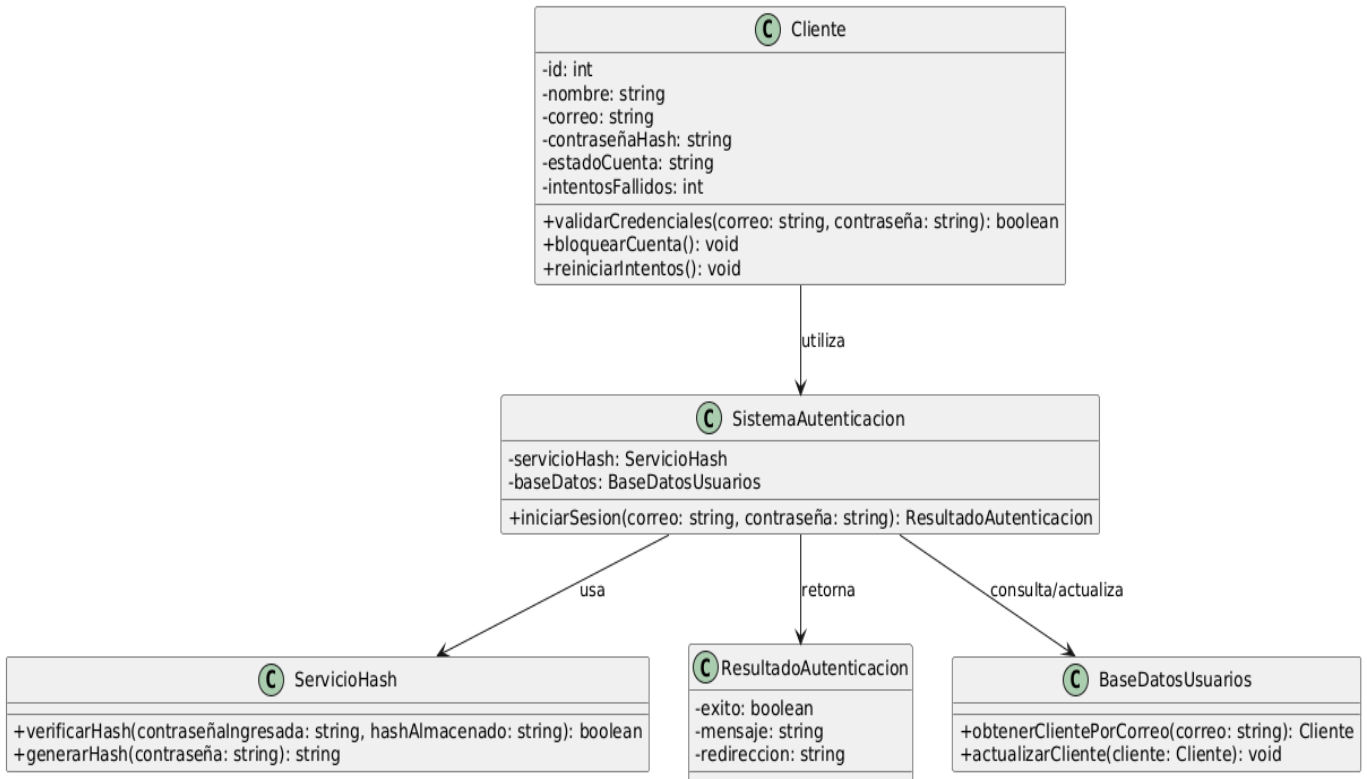 C Cliente
-id: int
-nombre: string
-correo: string
-contraseñaHash: string
-estadoCuenta: string
-intentosFallidos: int
+validarCredenciales(correo: string, contraseña: string): boolean
+bloquearCuenta(): void
+reiniciarIntentos(): void
utiliza
C SistemaAutenticacion
-servicioHash: ServicioHash
-baseDatos: BaseDatosUsuarios
+iniciarSesion(correo: string, contraseña: string): ResultadoAutenticacion
usa
retorna
consulta/actualiza
C ServicioHash
+verificarHash(contraseñaIngresada: string, hashAlmacenado: string): boolean
+generarHash(contraseña: string): string
C ResultadoAutenticacion
-exito: boolean
-mensaje: string
-redireccion: string
C BaseDatosUsuarios
+obtenerClientePorCorreo(correo: string): Cliente
+actualizarCliente(cliente: Cliente): void